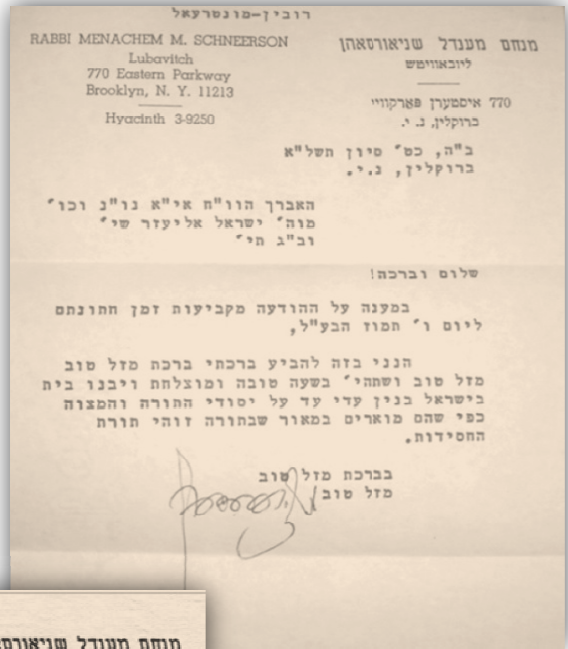 רובין-מונטרעאל
RABBI MENACHEM M. SCHNEERSON
Lubavitch
770 Eastern Parkway
Brooklyn, N. Y. 11213
Hyacinth 3-9250
מנחם מענדל שניאורסאהן
ליובאוויטש
770 איסטערן פארקוויי
ברוקלין, נ. י.
ב"ה, כט' סיון תשל"א
ברוקלין, נ.י.
האברך הוו"ח אי"א נו"נ וכו'
מוה' ישראל אליעזר שי'
וב"ג תי'
שלום וברכה!
במענה על ההודעה מקביעות זמן חתונתם
ליום ו' תמוז הבע"ל,
הנני בזה להביע ברכתי ברכת מזל טוב
מזל טוב ושתהי' בשעה טובה ומוצלחת ויבנו בית
בישראל בנין עדי עד על יסודי התורה והמצוה
כפי שהם מוארים במאור שבתורה זוהי תורת
החסידות.
בברכת מזל טוב
מזל טוב
מנחם מענדל